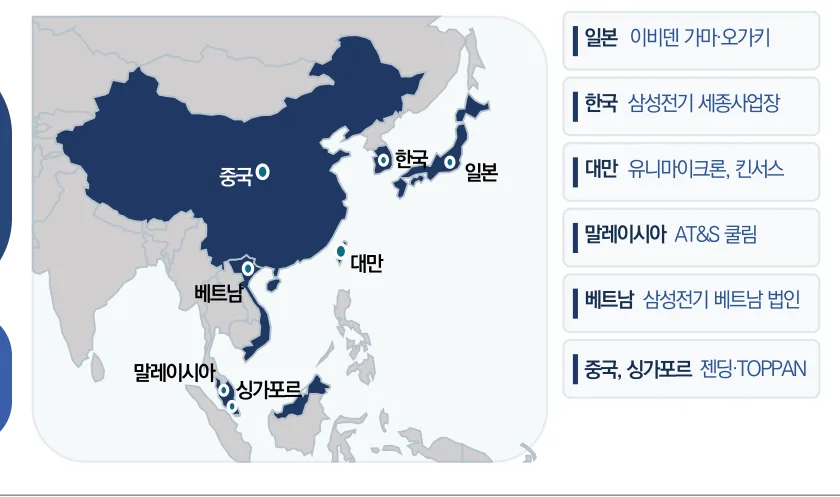 중국
한국
일본
대만
베트남
말레이시아
싱가포르
일본 이비덴 가마·오가키
한국 삼성전기 세종사업장
대만 유니마이크론, 킨서스
말레이시아 AT&S 쿨림
베트남 삼성전기 베트남 법인
중국, 싱가포르 젠딩·TOPPAN